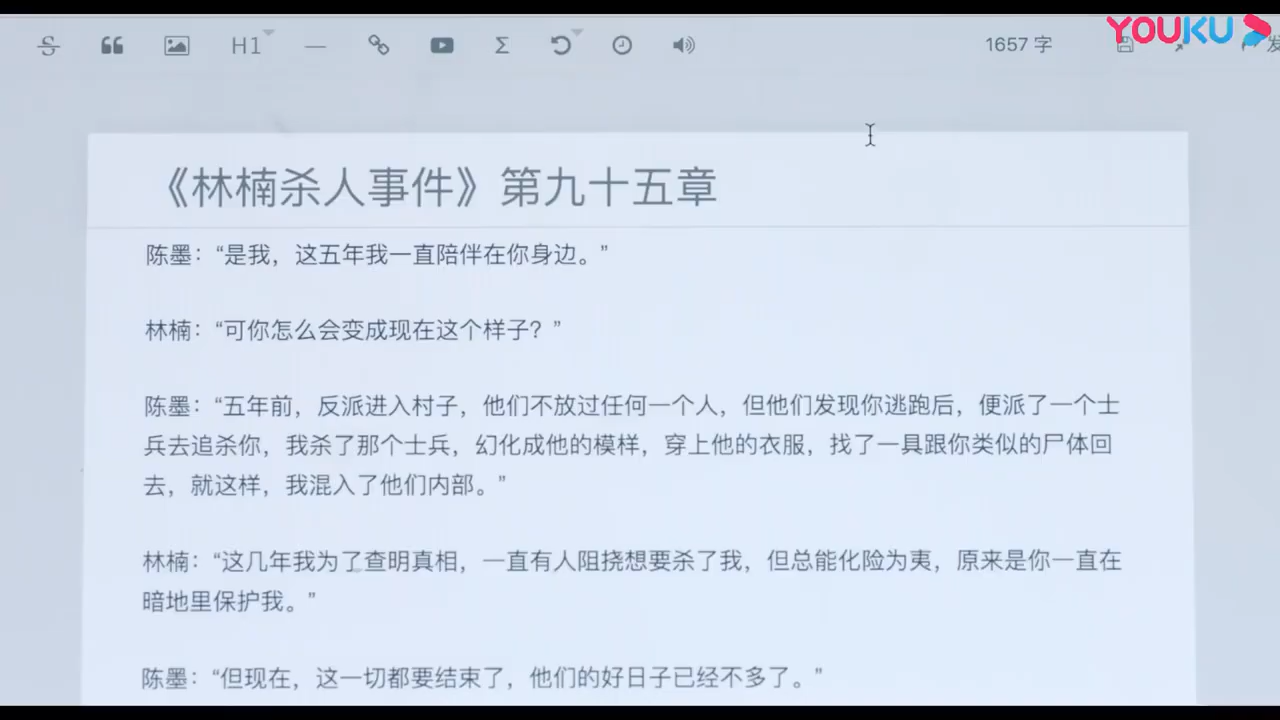 H1
1657 字
YOUKU
发
《林楠杀人事件》第九十五章
陈墨：“是我，这五年我一直陪伴在你身边。”
林楠：“可你怎么会变成现在这个样子？”
陈墨：“五年前，反派进入村子，他们不放过任何一个人，但他们发现你逃跑后，便派了一个士
兵去追杀你，我杀了那个士兵，幻化成他的模样，穿上他的衣服，找了一具跟你类似的尸体回
去，就这样，我混入了他们内部。”
林楠：“这几年我为了查明真相，一直有人阻挠想要杀了我，但总能化险为夷，原来是你一直在
暗地里保护我。”
陈墨：“但现在，这一切都要结束了，他们的好日子已经不多了。”